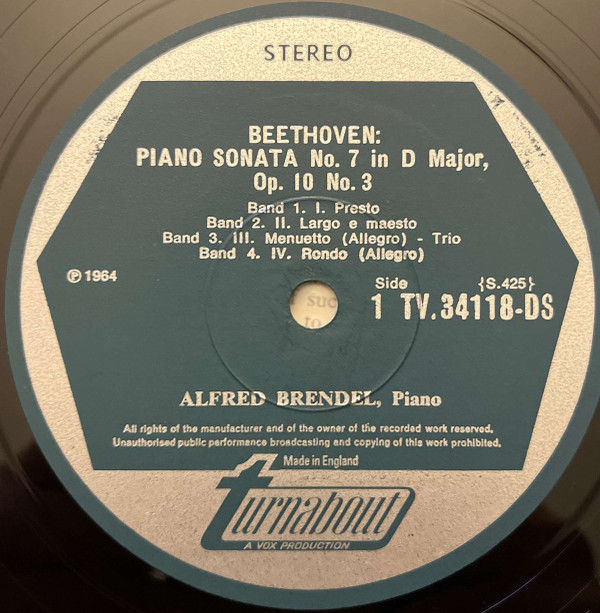 STEREO
BEETHOVEN:
PIANO SONATA No. 7 in D Major,
Op. 10 No. 3
Band 1. I. Presto
Band 2. II. Largo e maesto
Band 3. III. Menuetto (Allegro) - Trio
Band 4. IV. Rondo (Allegro)
℗ 1964
Side {S.425}
1 TV.34118-DS
suc
to
ALFRED BRENDEL, Piano
All rights of the manufacturer and of the owner of the recorded work reserved.
Unauthorised public performance broadcasting and copying of this work prohibited.
Made in England
turnabout
A VOX PRODUCTION